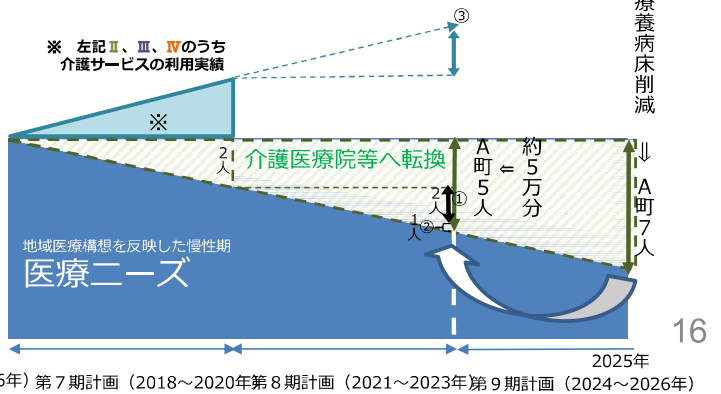 療養病床削減
⇓
A町7人
③
※ 左記Ⅱ、Ⅲ、Ⅳのうち
介護サービスの利用実績
※
2人
介護医療院等へ転換
約5万分
⇐
A町5人
2人
①
1人
②
地域医療構想を反映した慢性期
医療ニーズ
16
2025年
6年) 第7期計画（2018～2020年） 第8期計画（2021～2023年） 第9期計画（2024～2026年）